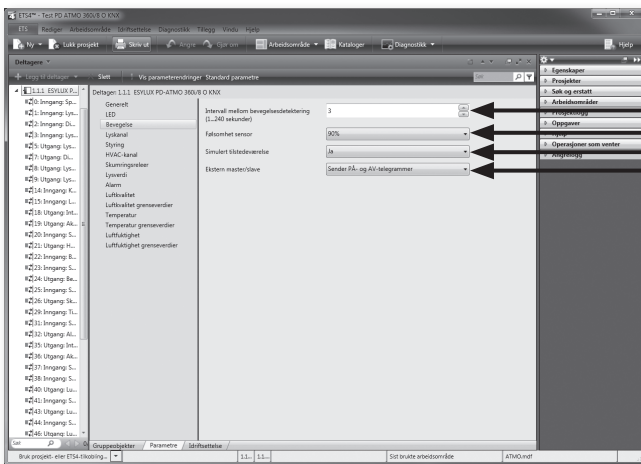 ETS4™ - Test PD ATMO 360i/8 O KNX
ETS Rediger Arbeidsområde Idriftsettelse Diagnostikk Tillegg Vindu Hjelp
Ny Lukk prosjekt Skriv ut Angre Gjør om Arbeidsområde Kataloger Diagnostikk Hjelp
Deltagere
Legg til deltager Slett Vis parameterendringer Standard parametre Søk
1.1.1 ESYLUX P...
0: Inngang: Sp...
1: Inngang: Lys...
2: Inngang: Di...
3: Inngang: Lys...
5: Utgang: Lys...
7: Utgang: Di...
8: Utgang: Lys...
9: Utgang: Lys...
14: Inngang: K...
15: Inngang: L...
18: Utgang: Int...
19: Utgang: Ak...
20: Inngang: S...
21: Utgang: H...
22: Inngang: B...
23: Inngang: S...
24: Utgang: Be...
25: Inngang: S...
26: Utgang: Sk...
29: Inngang: Ti...
31: Inngang: S...
32: Utgang: Al...
35: Utgang: Int...
36: Utgang: Ak...
37: Inngang: S...
38: Inngang: S...
40: Utgang: Lu...
41: Inngang: S...
43: Utgang: Lu...
44: Inngang: S...
46: Utgang: Lu...
Søk
Deltager 1.1.1 ESYLUX PD-ATMO 360i/8 O KNX
Generelt
LED
Bevegelse
Lyskanal
Styring
HVAC-kanal
Skumringsreleer
Lysverdi
Alarm
Luftkvalitet
Luftkvalitet grenseverdier
Temperatur
Temperatur grenseverdier
Luftfuktighet
Luftfuktighet grenseverdier
Intervall mellom bevegelsesdetektering
(1...240 sekunder)
3
Følsomhet sensor
90%
Simulert tilstedeværelse
Ja
Ekstern master/slave
Sender PÅ- og AV-telegrammer
Egenskaper
Prosjekter
Søk og erstatt
Arbeidsområder
Prosjektlogg
Oppgaver
Hjelp
Operasjoner som venter
Angrelogg
Gruppeobjekter Parametre Idriftsettelse
Bruk prosjekt- eller ETS4-tilkobling... 1.1... 1.1... Sist brukte arbeidsområde ATMO.mdf